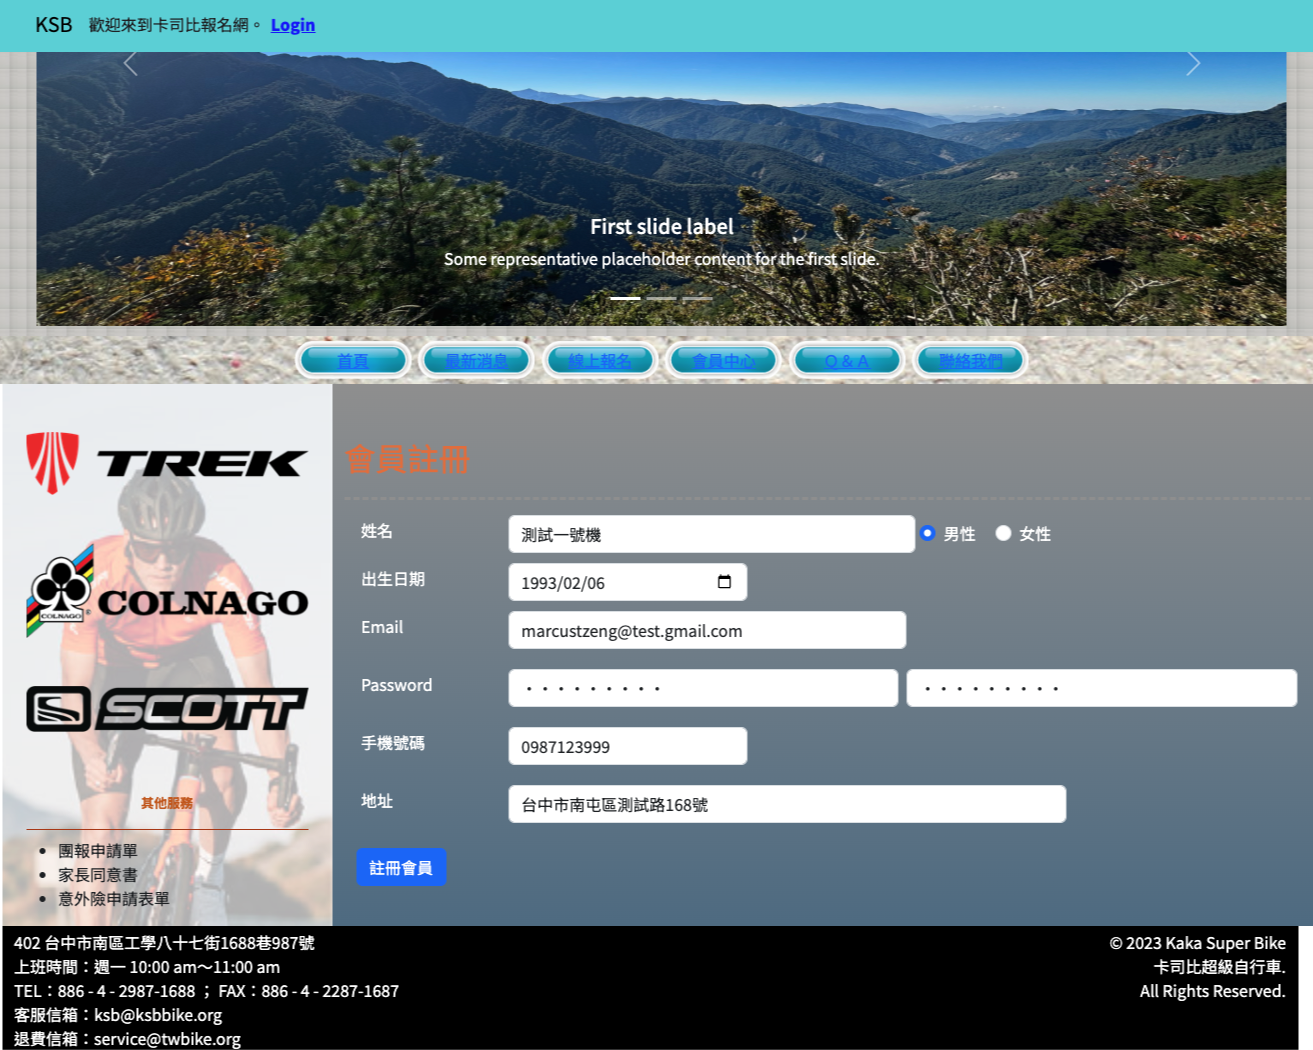 KSB 歡迎來到卡司比報名網。 Login
First slide label
Some representative placeholder content for the first slide.
首頁 最新消息 線上報名 會員中心 Q & A 聯絡我們
TREK
COLNAGO
COLNAGO
SCOTT
其他服務
團報申請單
家長同意書
意外險申請表單
會員註冊
姓名 測試一號機 男性 女性
出生日期 1993/02/06
Email marcustzeng@test.gmail.com
Password ········· ·········
手機號碼 0987123999
地址 台中市南屯區測試路168號
註冊會員
402 台中市南區工學八十七街1688巷987號
上班時間：週一 10:00 am～11:00 am
TEL：886 - 4 - 2987-1688 ； FAX：886 - 4 - 2287-1687
客服信箱：ksb@ksbbike.org
退費信箱：service@twbike.org
© 2023 Kaka Super Bike
卡司比超級自行車.
All Rights Reserved.